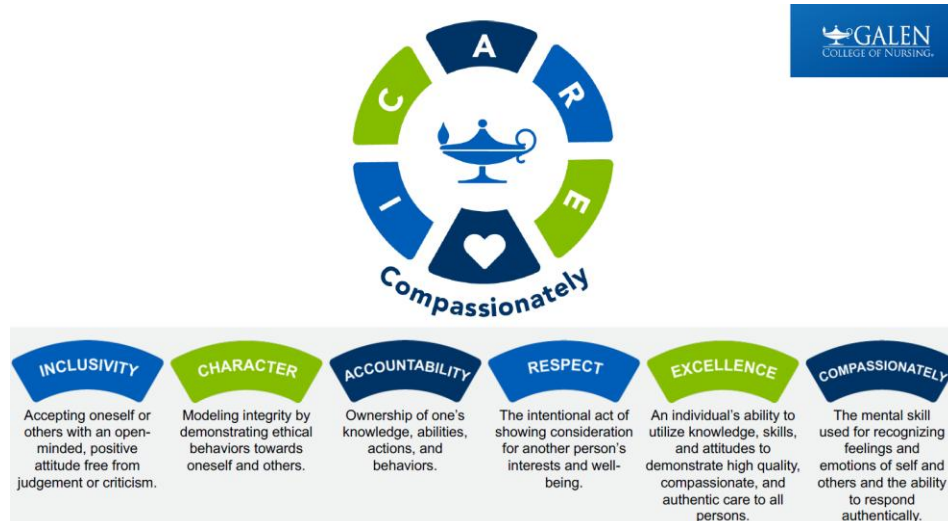 GALEN
COLLEGE OF NURSING®
I C A R E
Compassionately
INCLUSIVITY
Accepting oneself or
others with an open-
minded, positive
attitude free from
judgement or criticism.
CHARACTER
Modeling integrity by
demonstrating ethical
behaviors towards
oneself and others.
ACCOUNTABILITY
Ownership of one's
knowledge, abilities,
actions, and
behaviors.
RESPECT
The intentional act of
showing consideration
for another person's
interests and well-
being.
EXCELLENCE
An individual's ability to
utilize knowledge, skills,
and attitudes to
demonstrate high quality,
compassionate, and
authentic care to all
persons.
COMPASSIONATELY
The mental skill
used for recognizing
feelings and
emotions of self and
others and the ability
to respond
authentically.